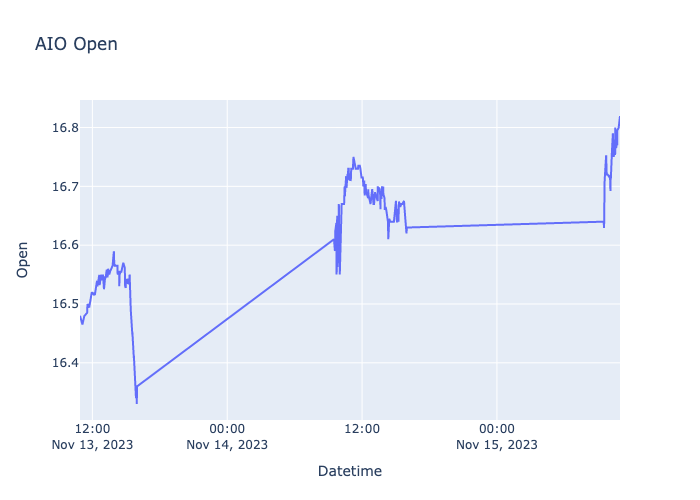 AIO Open
Open
16.8
16.7
16.6
16.5
16.4
12:00
Nov 13, 2023
00:00
Nov 14, 2023
12:00
00:00
Nov 15, 2023
Datetime